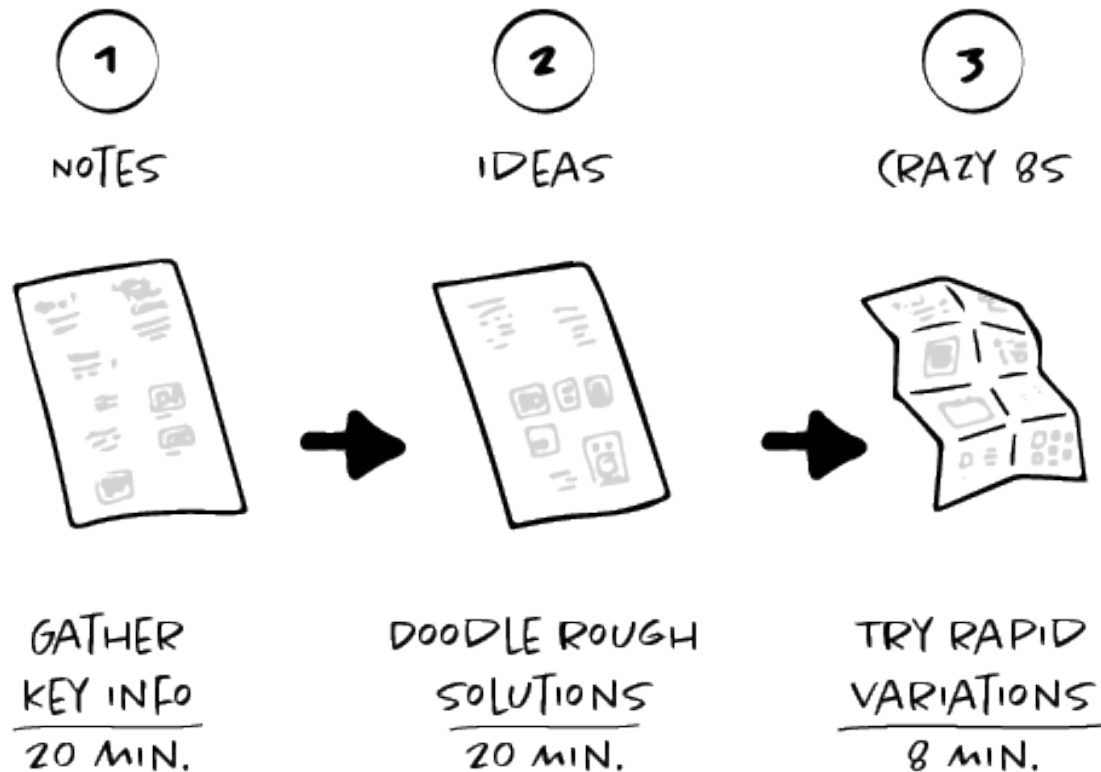 1
NOTES
GATHER
KEY INFO
20 MIN.
2
IDEAS
DOODLE ROUGH
SOLUTIONS
20 MIN.
3
CRAZY 8S
TRY RAPID
VARIATIONS
8 MIN.